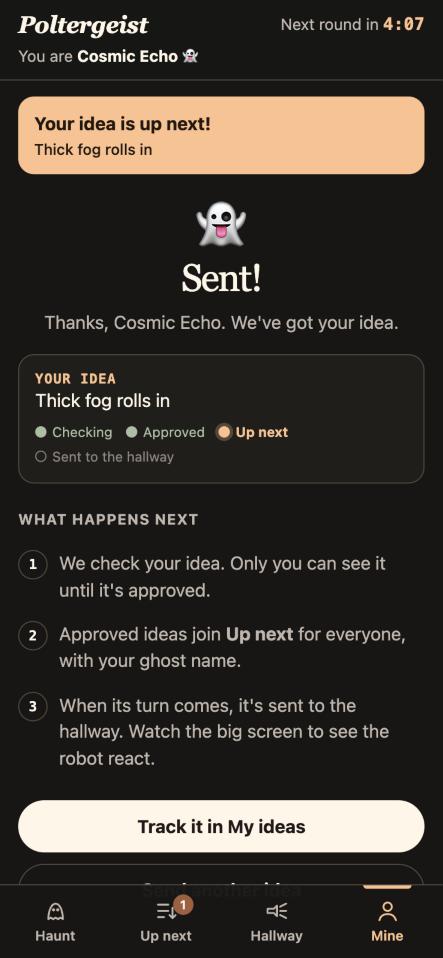 Poltergeist
Next round in 4:07
You are Cosmic Echo
Your idea is up next!
Thick fog rolls in
Sent!
Thanks, Cosmic Echo. We've got your idea.
YOUR IDEA
Thick fog rolls in
Checking
Approved
Up next
Sent to the hallway
WHAT HAPPENS NEXT
1
We check your idea. Only you can see it
until it's approved.
2
Approved ideas join Up next for everyone,
with your ghost name.
3
When its turn comes, it's sent to the
hallway. Watch the big screen to see the
robot react.
Track it in My ideas
Send another idea
1
Haunt
Up next
Hallway
Mine